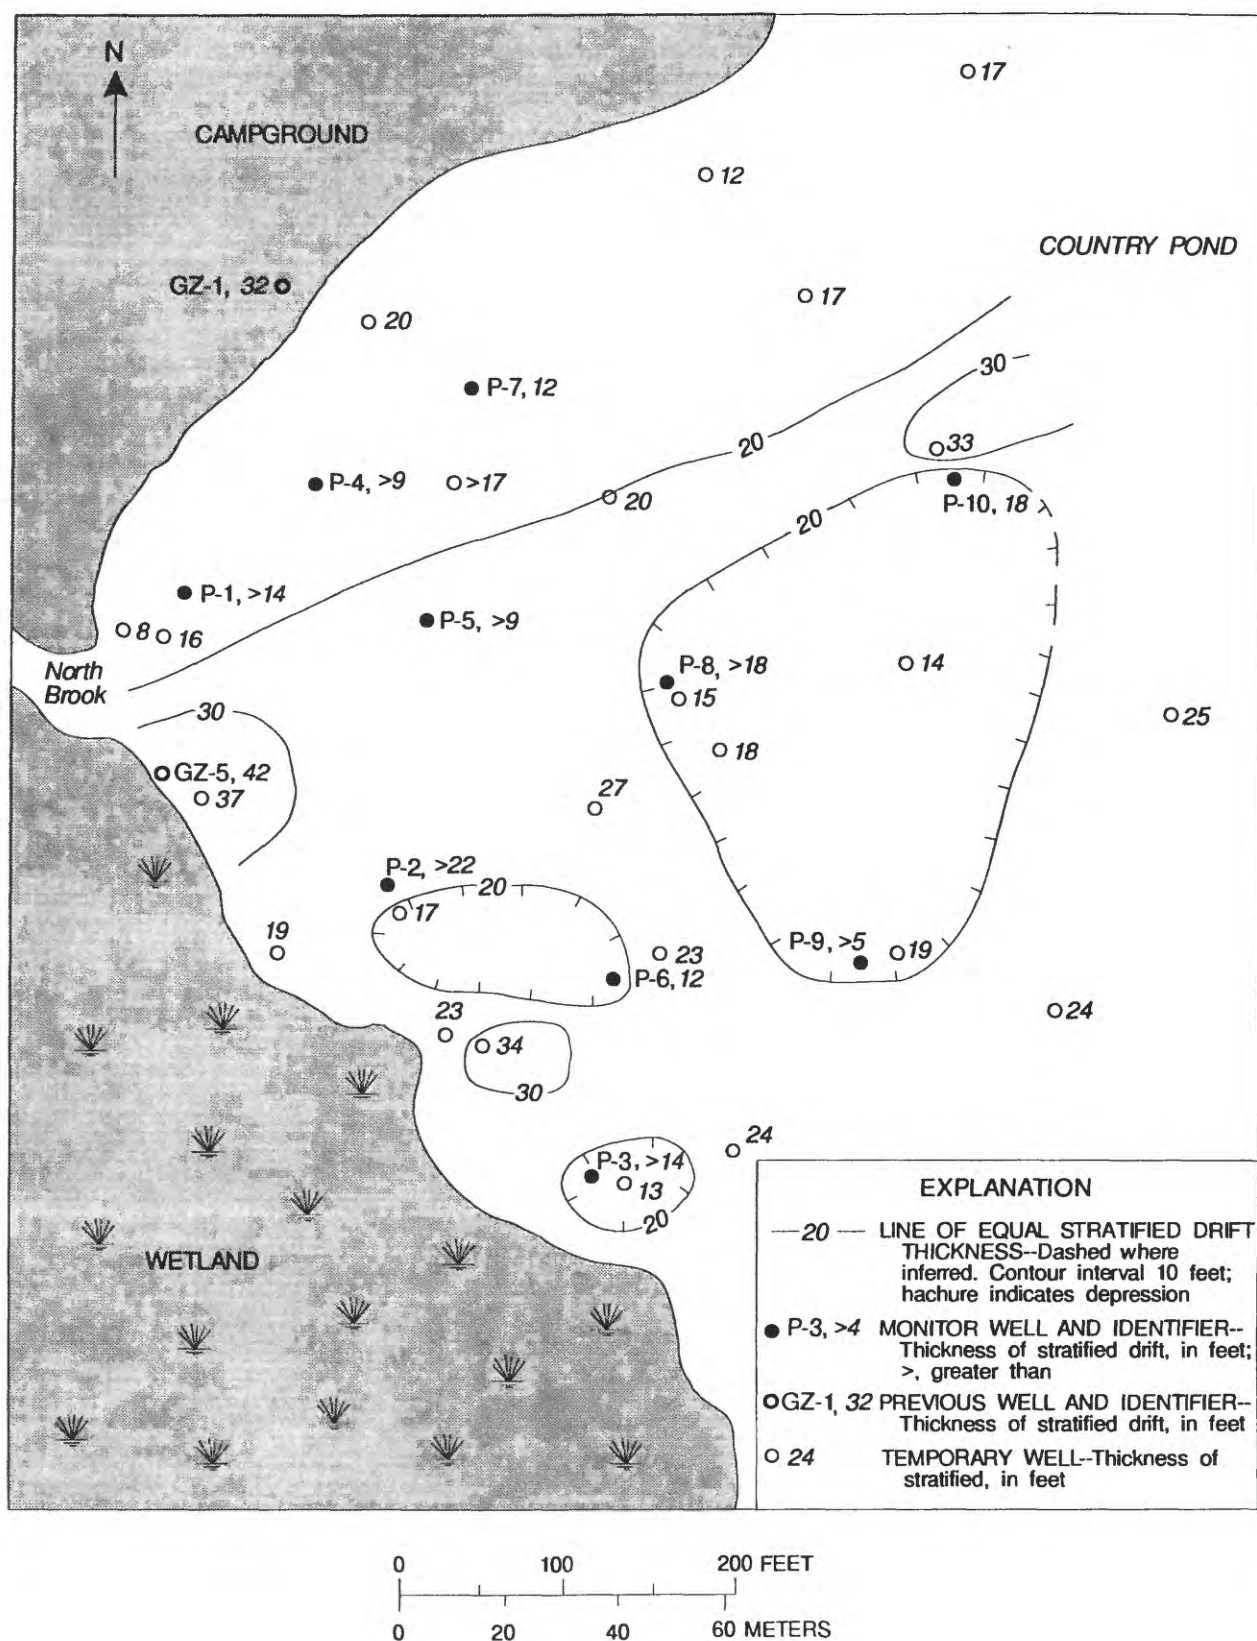 N
17
CAMPGROUND
12
COUNTRY POND
GZ-1, 32
17
20
30
P-7, 12
20
33
P-4, >9
>17
20
P-10, 18
20
P-1, >14
P-5, >9
8
16
North
Brook
P-8, >18
14
15
30
25
18
GZ-5, 42
37
27
P-2, >22
20
17
19
P-9, >5
19
23
P-6, 12
23
24
34
30
24
P-3, >14
13
20
WETLAND
EXPLANATION
20 LINE OF EQUAL STRATIFIED DRIFT
THICKNESS--Dashed where
inferred. Contour interval 10 feet;
hachure indicates depression
P-3, >4 MONITOR WELL AND IDENTIFIER--
Thickness of stratified drift, in feet;
>, greater than
GZ-1, 32 PREVIOUS WELL AND IDENTIFIER--
Thickness of stratified drift, in feet
24 TEMPORARY WELL--Thickness of
stratified, in feet
0 100 200 FEET
0 20 40 60 METERS